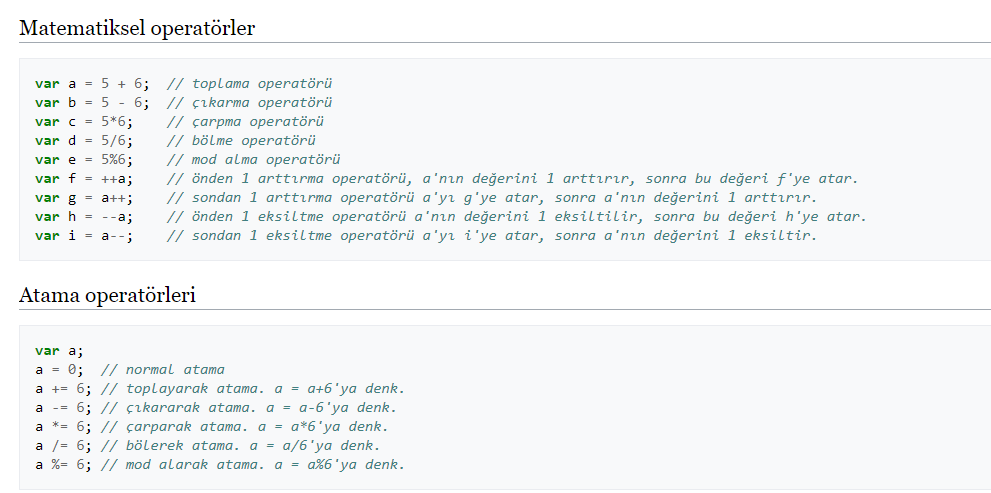 Matematiksel operatörler
var a = 5 + 6;  // toplama operatörü
var b = 5 - 6;  // çıkarma operatörü
var c = 5*6;    // çarpma operatörü
var d = 5/6;    // bölme operatörü
var e = 5%6;    // mod alma operatörü
var f = ++a;    // önden 1 arttırma operatörü, a'nın değerini 1 arttırır, sonra bu değeri f'ye atar.
var g = a++;    // sondan 1 arttırma operatörü a'yı g'ye atar, sonra a'nın değerini 1 arttırır.
var h = --a;    // önden 1 eksiltme operatörü a'nın değerini 1 eksiltilir, sonra bu değeri h'ye atar.
var i = a--;    // sondan 1 eksiltme operatörü a'yı i'ye atar, sonra a'nın değerini 1 eksiltir.
Atama operatörleri
var a;
a = 0;  // normal atama
a += 6; // toplayarak atama. a = a+6'ya denk.
a -= 6; // çıkararak atama. a = a-6'ya denk.
a *= 6; // çarparak atama. a = a*6'ya denk.
a /= 6; // bölerek atama. a = a/6'ya denk.
a %= 6; // mod alarak atama. a = a%6'ya denk.